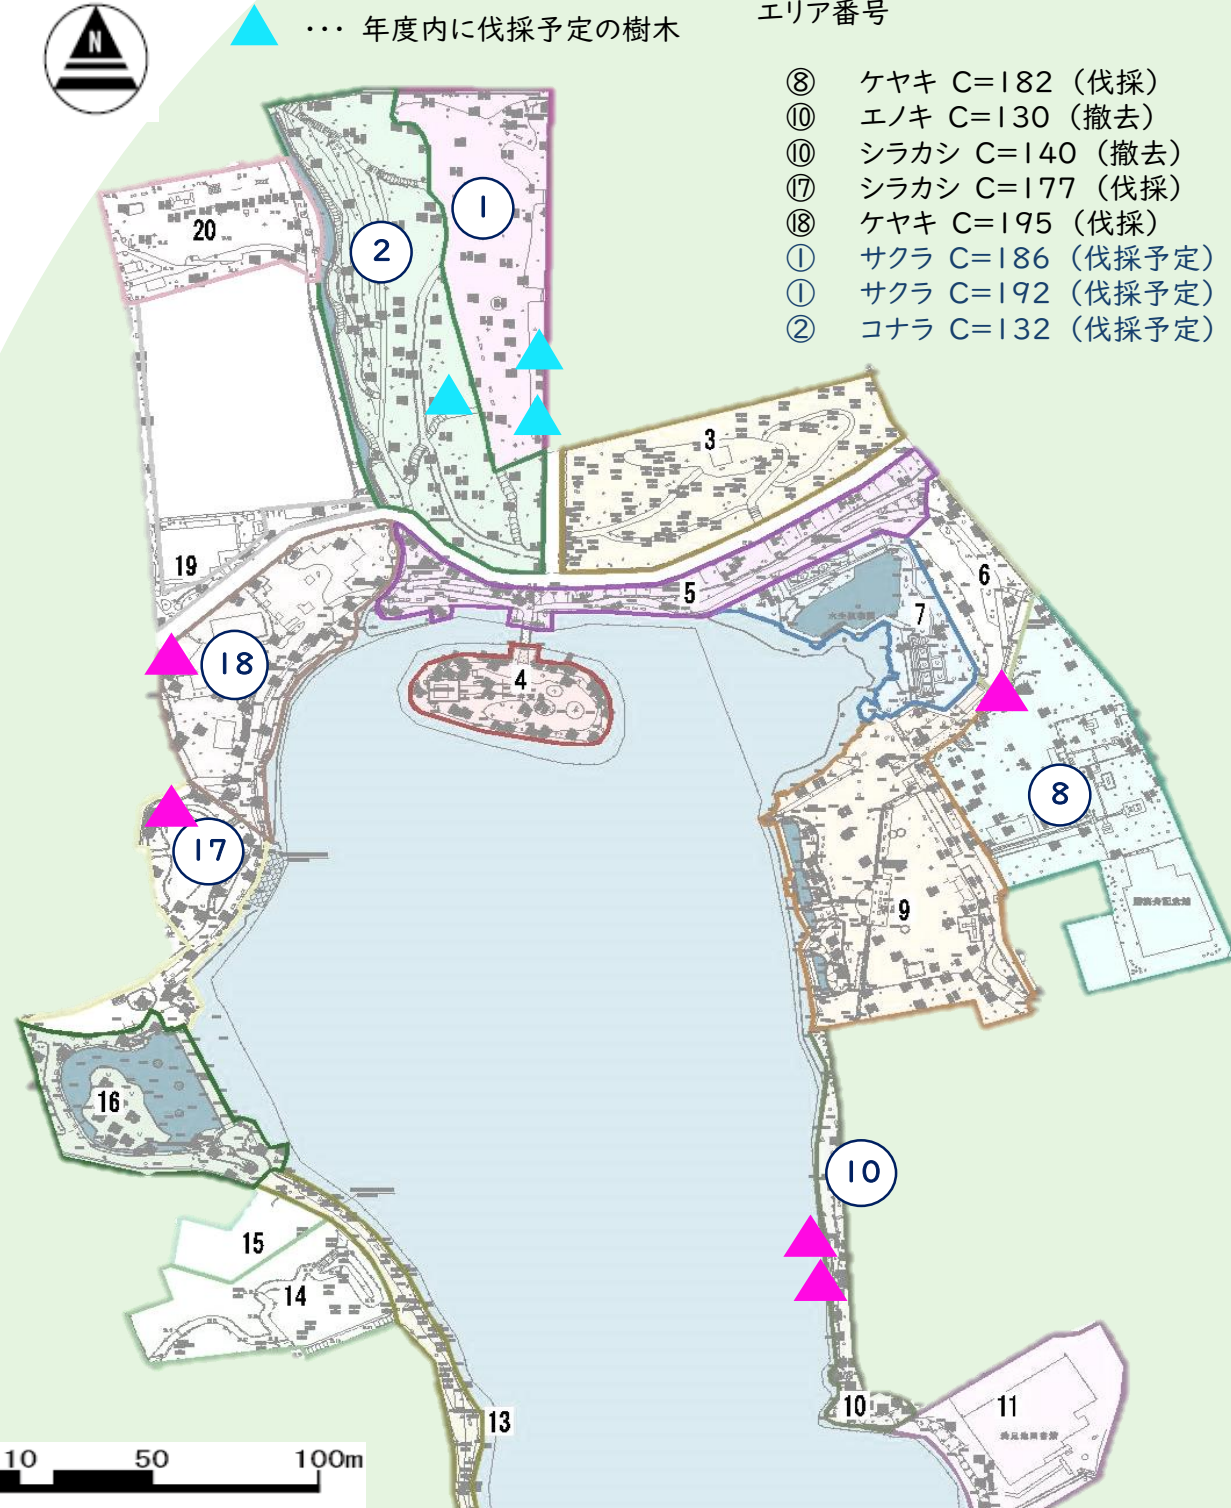 N
・・・ 年度内に伐採予定の樹木
エリア番号
⑧ ケヤキ C=182 (伐採)
⑩ エノキ C=130 (撤去)
⑩ シラカシ C=140 (撤去)
⑰ シラカシ C=177 (伐採)
⑱ ケヤキ C=195 (伐採)
① サクラ C=186 (伐採予定)
① サクラ C=192 (伐採予定)
② コナラ C=132 (伐採予定)
1
20
2
3
19
6
5
7
18
4
8
17
9
16
10
15
14
10
11
13
10 50 100m